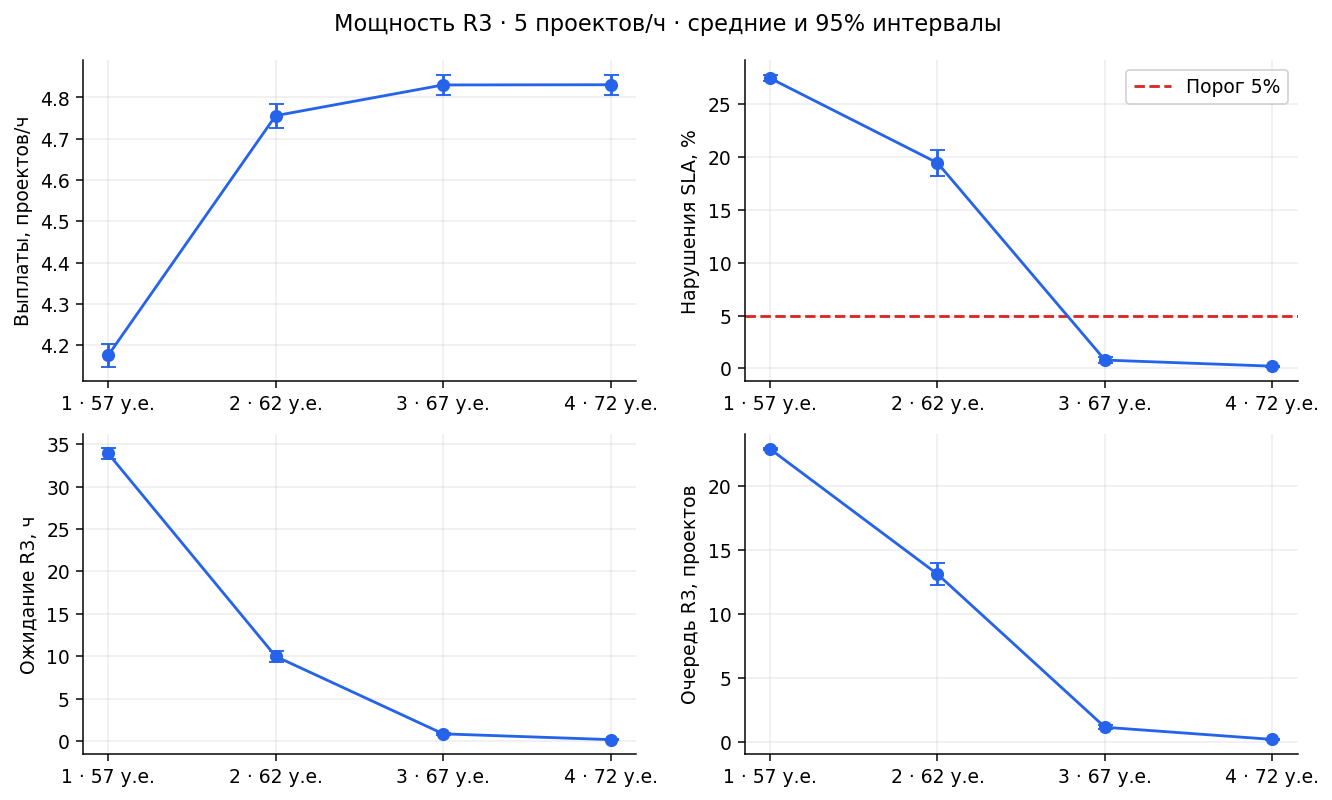 Мощность R3 · 5 проектов/ч · средние и 95% интервалы
Выплаты, проектов/ч
4.8
4.7
4.6
4.5
4.4
4.3
4.2
1 · 57 у.е.
2 · 62 у.е.
3 · 67 у.е.
4 · 72 у.е.
Нарушения SLA, %
25
20
15
10
5
0
Порог 5%
1 · 57 у.е.
2 · 62 у.е.
3 · 67 у.е.
4 · 72 у.е.
Ожидание R3, ч
35
30
25
20
15
10
5
0
1 · 57 у.е.
2 · 62 у.е.
3 · 67 у.е.
4 · 72 у.е.
Очередь R3, проектов
20
15
10
5
0
1 · 57 у.е.
2 · 62 у.е.
3 · 67 у.е.
4 · 72 у.е.